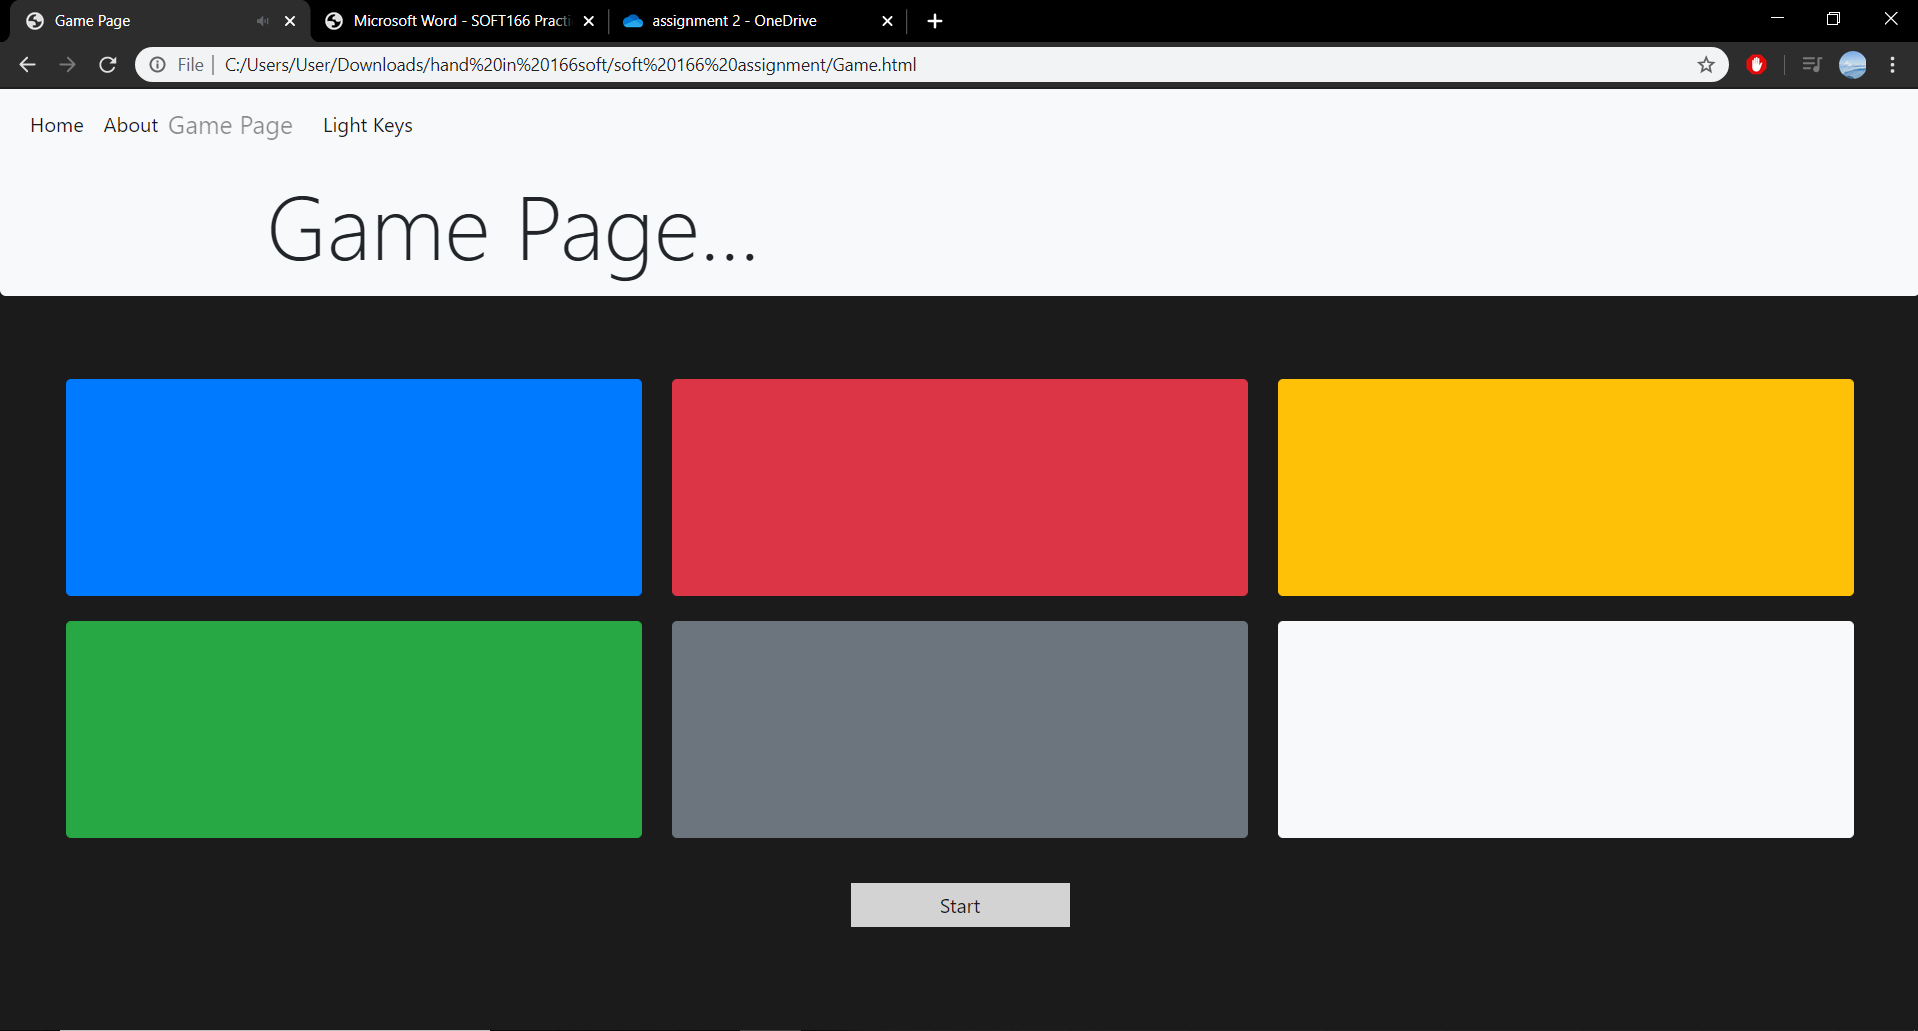 Game Page
Microsoft Word - SOFT166 Practi
assignment 2 - OneDrive
File | C:/Users/User/Downloads/hand%20in%20166soft/soft%20166%20assignment/Game.html
Home About Game Page Light Keys
Game Page...
Start